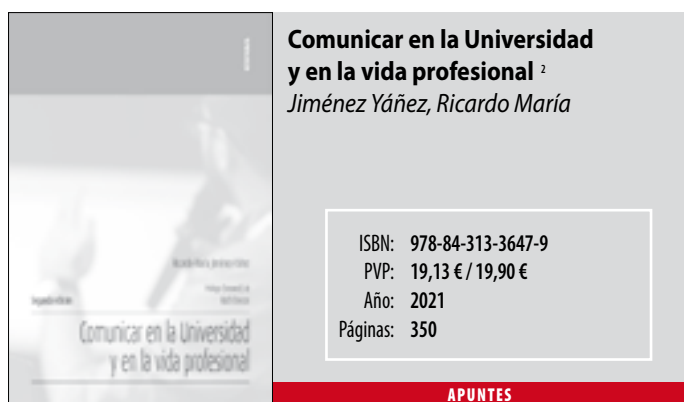 Comunicar en la Universidad
y en la vida profesional
Comunicar en la Universidad
y en la vida profesional 2
Jiménez Yáñez, Ricardo María
ISBN: 978-84-313-3647-9
PVP: 19,13 € / 19,90 €
Año: 2021
Páginas: 350
APUNTES